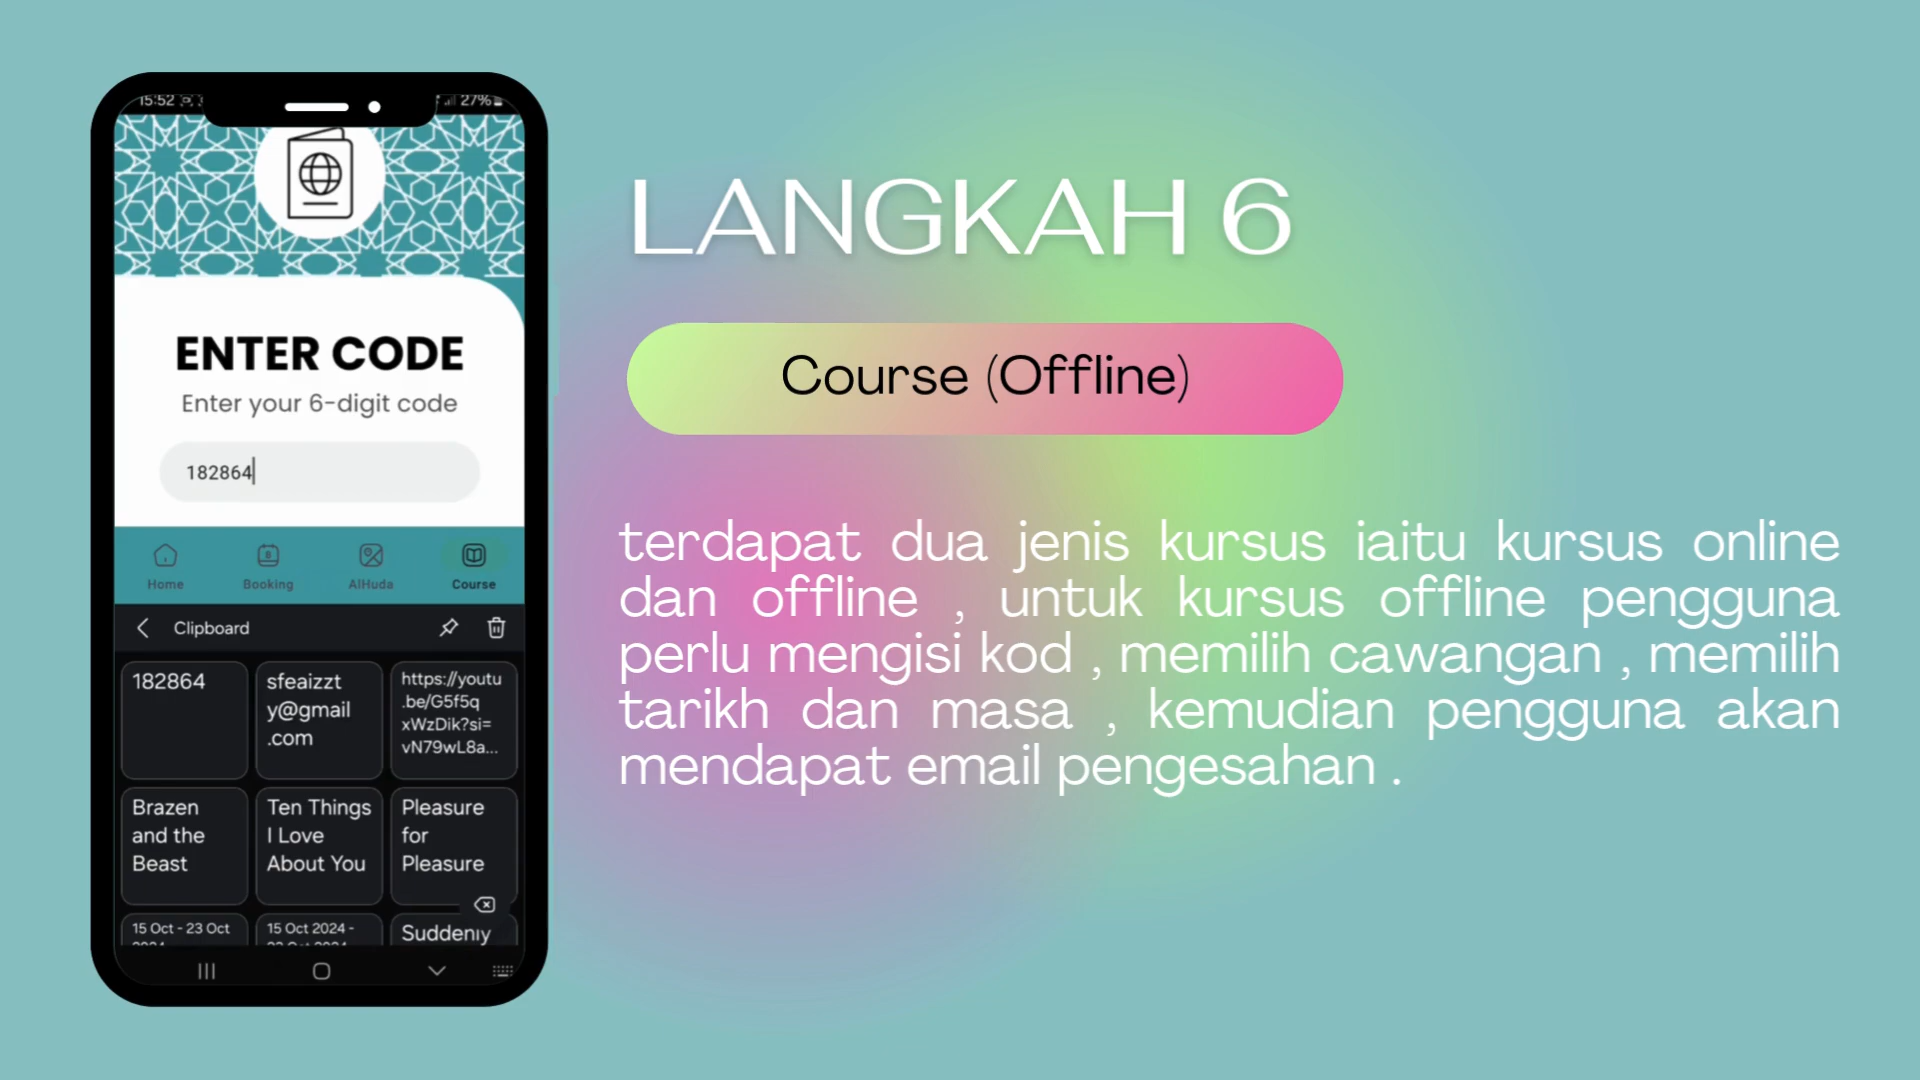 15:52
27%
ENTER CODE
Enter your 6-digit code
182864
Home
Booking
AlHuda
Course
Clipboard
182864
sfeaizzt
y@gmail
.com
https://youtu
.be/G5f5q
xWzDik?si=
vN79wL8a...
Brazen
and the
Beast
Ten Things
I Love
About You
Pleasure
for
Pleasure
15 Oct - 23 Oct
2024
15 Oct 2024 -
23 Oct 2024
Suddenly
LANGKAH 6
Course (Offline)
terdapat dua jenis kursus iaitu kursus online
dan offline , untuk kursus offline pengguna
perlu mengisi kod , memilih cawangan , memilih
tarikh dan masa , kemudian pengguna akan
mendapat email pengesahan .